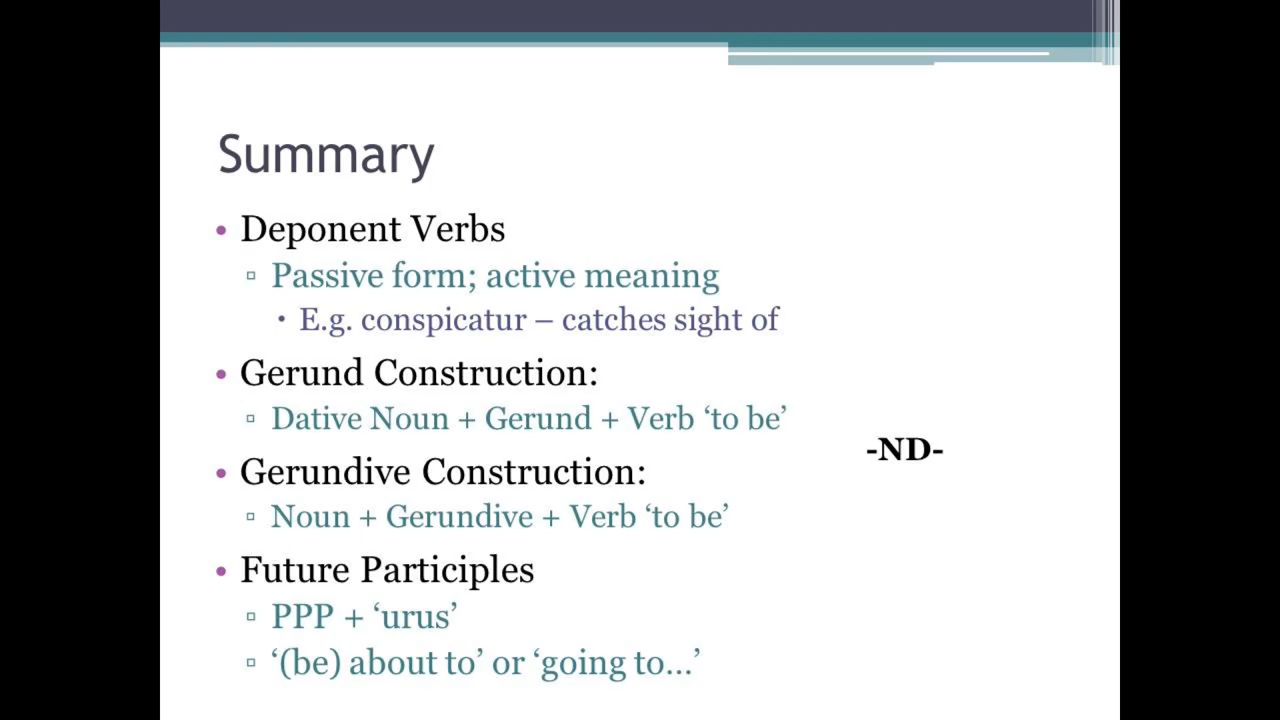 Summary
• Deponent Verbs
▫ Passive form; active meaning
▪ E.g. conspicatur – catches sight of
• Gerund Construction:
▫ Dative Noun + Gerund + Verb ‘to be’
-ND-
• Gerundive Construction:
▫ Noun + Gerundive + Verb ‘to be’
• Future Participles
▫ PPP + ‘urus’
▫ ‘(be) about to’ or ‘going to…’